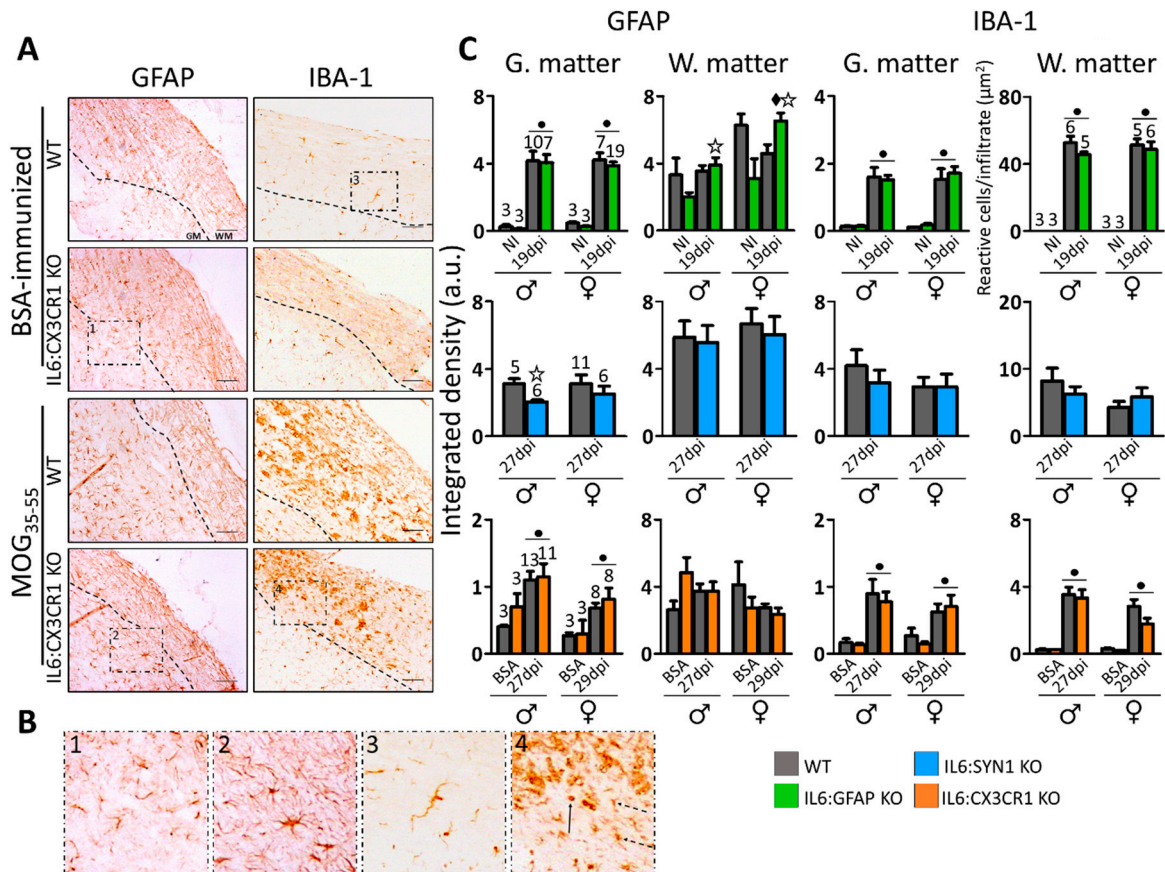 GFAP
IBA-1
A
C
GFAP
IBA-1
G. matter
W. matter
G. matter
W. matter
BSA-immunized
WT
IL6:CX3CR1 KO
MOG35-55
WT
IL6:CX3CR1 KO
GM
WM
3
1
4
2
Integrated density (a.u.)
Reactive cells/infiltrate (µm²)
8
4
0
3 3
107
3 3
7
19
NI
19dpi
NI
19dpi
♂
♀
8
6
4
2
0
◆☆
☆
NI
19dpi
NI
19dpi
♂
♀
4
2
0
NI
19dpi
NI
19dpi
♂
♀
80
60
40
20
0
3 3
6
5
3 3
5
6
NI
19dpi
NI
19dpi
♂
♀
8
4
0
5
☆
6
11
6
27dpi
27dpi
♂
♀
8
4
0
27dpi
27dpi
♂
♀
8
4
0
27dpi
27dpi
♂
♀
20
10
0
27dpi
27dpi
♂
♀
2
1
0
3
3
13
11
3
3
8
8
BSA
27dpi
BSA
29dpi
♂
♀
8
4
0
BSA
27dpi
BSA
29dpi
♂
♀
2
1
0
BSA
27dpi
BSA
29dpi
♂
♀
8
4
0
BSA
27dpi
BSA
29dpi
♂
♀
B
1
2
3
4
WT
IL6:SYN1 KO
IL6:GFAP KO
IL6:CX3CR1 KO